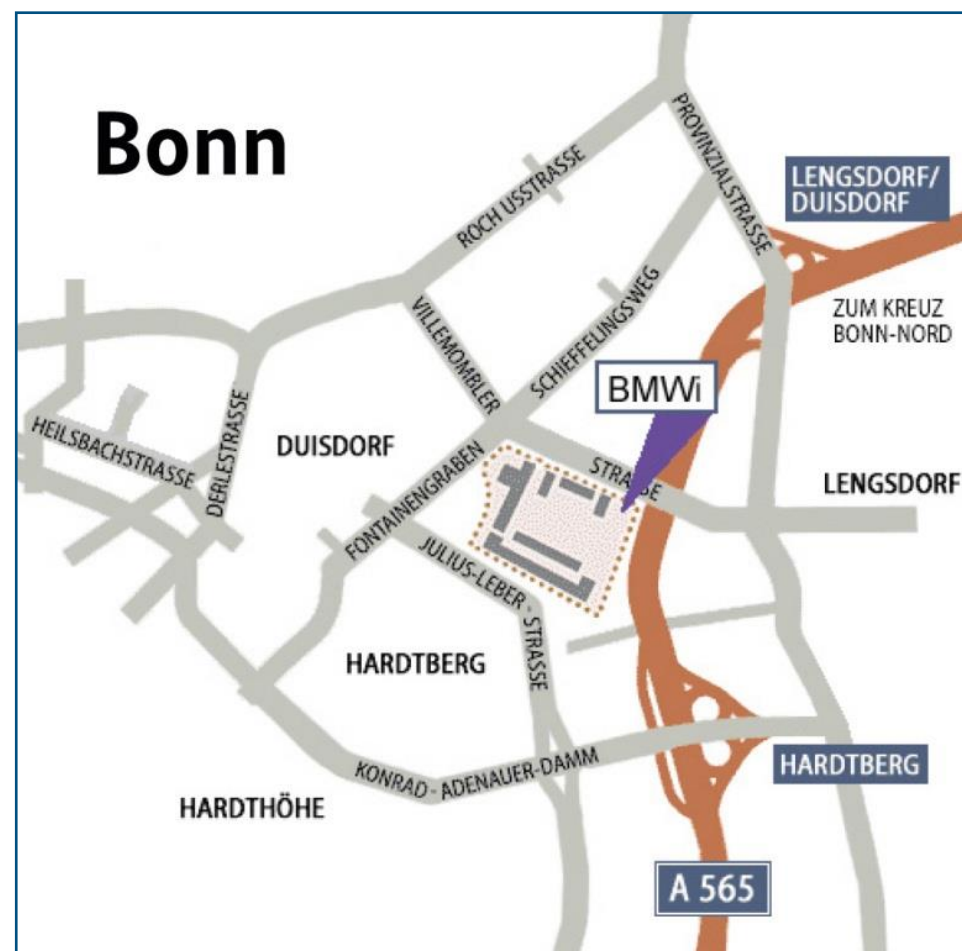 Bonn
PROVINZIALSTRASSE
LENGSDORF/
DUISDORF
ROCH USSTRASSE
ZUM KREUZ
BONN-NORD
VILLEMOMBLER
SCHIEFFELINGSWEG
BMWi
HEILSBACHSTRASSE
DERLESTRASSE
DUISDORF
STRASSE
LENGSDORF
FONTAINENGRABEN
JULIUS-LEBER - STRASSE
HARDTBERG
KONRAD - ADENAUER-DAMM
HARDTBERG
HARDTHÖHE
A 565